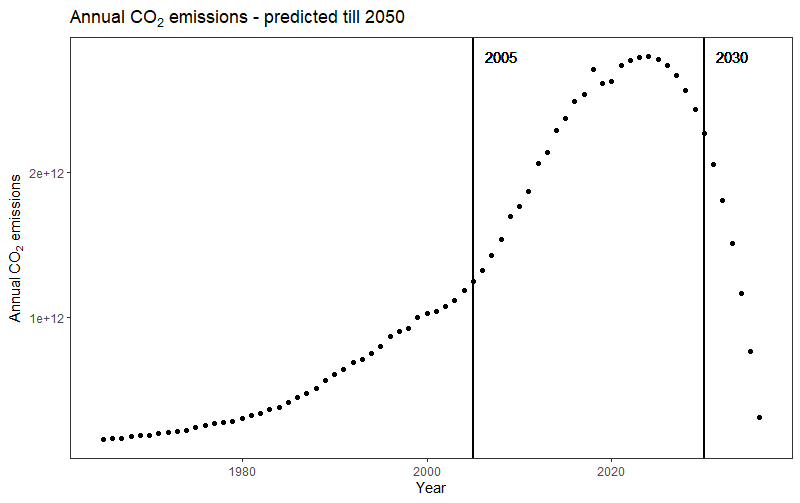 Annual CO₂ emissions - predicted till 2050
2005
2030
2e+12
1e+12
Annual CO₂ emissions
1980
2000
2020
Year